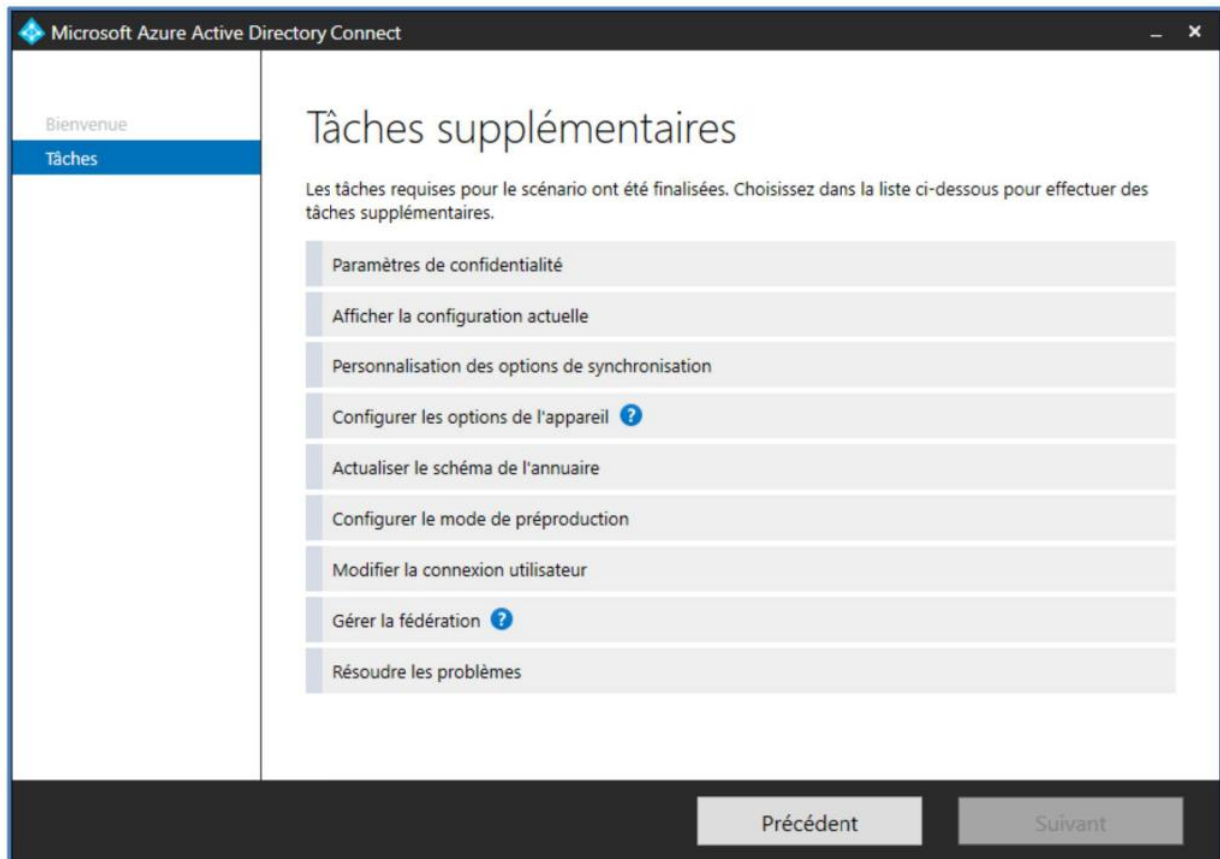 Microsoft Azure Active Directory Connect
Bienvenue
Tâches
Tâches supplémentaires
Les tâches requises pour le scénario ont été finalisées. Choisissez dans la liste ci-dessous pour effectuer des
tâches supplémentaires.
Paramètres de confidentialité
Afficher la configuration actuelle
Personnalisation des options de synchronisation
Configurer les options de l'appareil ?
Actualiser le schéma de l'annuaire
Configurer le mode de préproduction
Modifier la connexion utilisateur
Gérer la fédération ?
Résoudre les problèmes
Précédent
Suivant